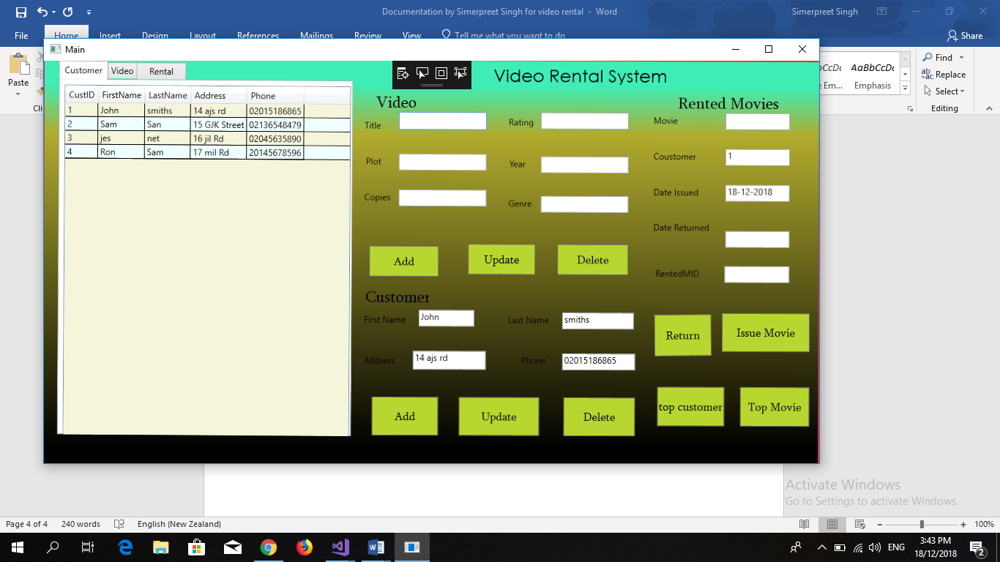 Documentation by Simerpreet Singh for video rental - Word
Simerpreet Singh
File Home Insert Design Layout References Mailings Review View Tell me what you want to do Share
Paste
Find
Replace
Select
Editing
AaBbCcDc
Emphasis
Main
Customer Video Rental
Video Rental System
CustID FirstName LastName Address Phone
1 John smiths 14 ajs rd 02015186865
2 Sam San 15 GJK Street 02136548479
3 jes net 16 jil Rd 02045635890
4 Ron Sam 17 mil Rd 20145678596
Video
Title Rating
Plot Year
Copies Genre
Add Update Delete
Customer
First Name John Last Name smiths
Address 14 ajs rd Phone 02015186865
Add Update Delete
Rented Movies
Movie
Coustomer 1
Date Issued 18-12-2018
Date Returned
RentedMID
Return Issue Movie
top customer Top Movie
Activate Windows
Go to Settings to activate Windows.
Page 4 of 4 240 words English (New Zealand) 100%
ENG
3:43 PM
18/12/2018
2